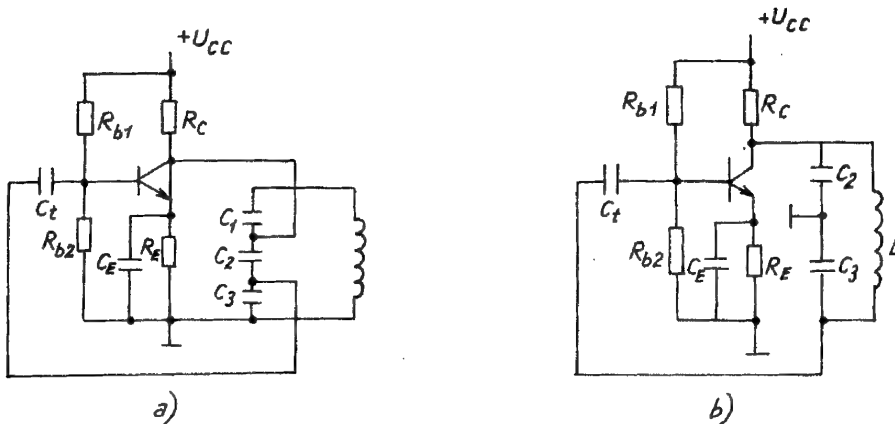 +U_CC
R_b1
R_C
C_t
R_b2
C_E
R_E
C_1
C_2
C_3
a)
+U_CC
R_b1
R_C
C_t
R_b2
C_E
R_E
C_2
C_3
L
b)